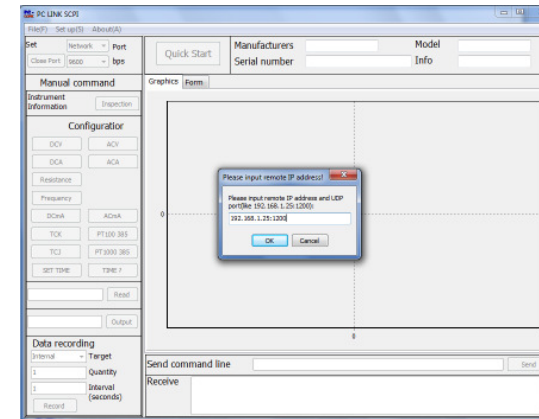 PC LINK SCPI
File(F) Set up(S) About(A)
Set Network Port
Close Port 9600 bps
Quick Start
Manufacturers
Model
Serial number
Info
Manual command
Instrument Information
Inspection
Configuratior
DCV ACV
DCA ACA
Resistance
Frequency
DCmA ACmA
TCK PT100 385
TCJ PT1000 385
SET TIME TIME ?
Read
Output
Data recording
Internal Target
1 Quantity
1 Interval (seconds)
Record
Graphics Form
0
0
Please input remote IP address!
Please input remote IP address and UDP
port(like 192.168.1.25:1200):
192.168.1.25:1200
OK Cancel
Send command line
Send
Receive